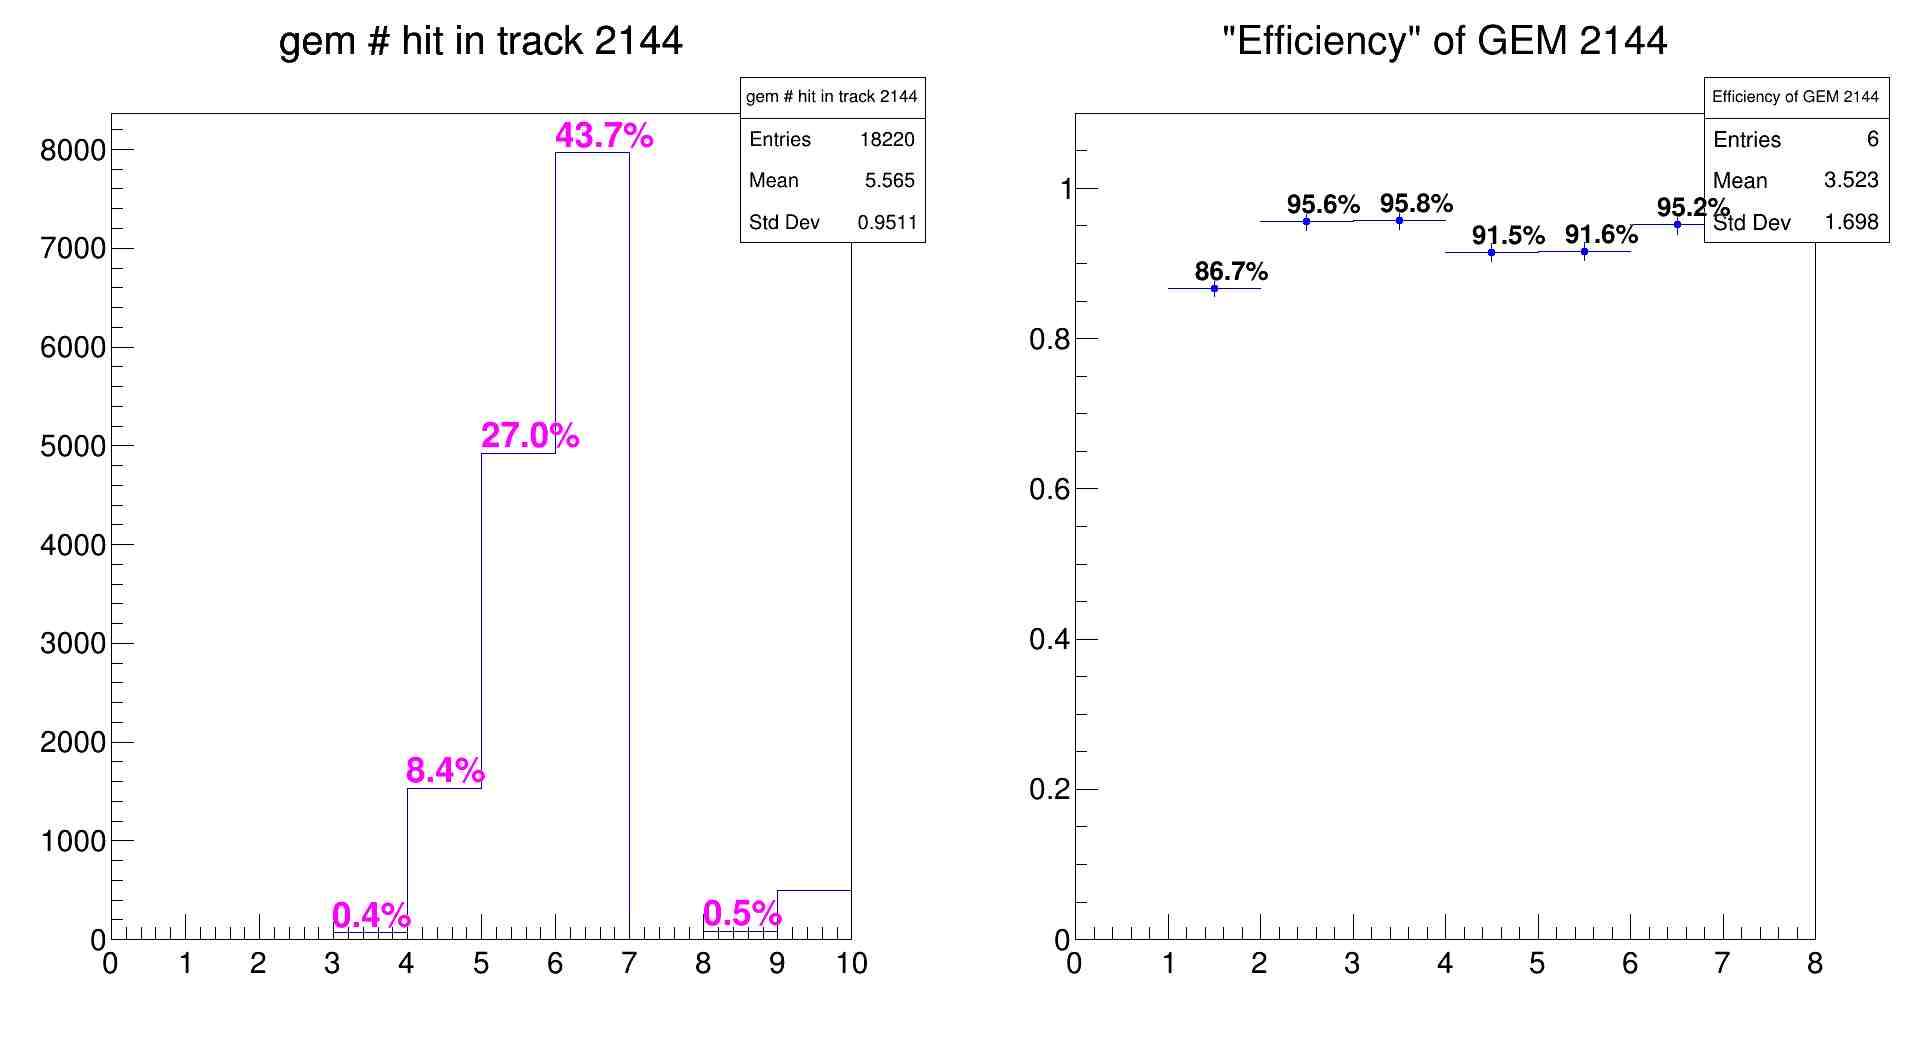 gem # hit in track 2144
gem # hit in track 2144
Entries 18220
Mean 5.565
Std Dev 0.9511
43.7%
27.0%
8.4%
0.4%
0.5%
8000
7000
6000
5000
4000
3000
2000
1000
0
0 1 2 3 4 5 6 7 8 9 10
"Efficiency" of GEM 2144
Efficiency of GEM 2144
Entries 6
Mean 3.523
Std Dev 1.698
86.7%
95.6%
95.8%
91.5%
91.6%
95.2%
1
0.8
0.6
0.4
0.2
0
0 1 2 3 4 5 6 7 8